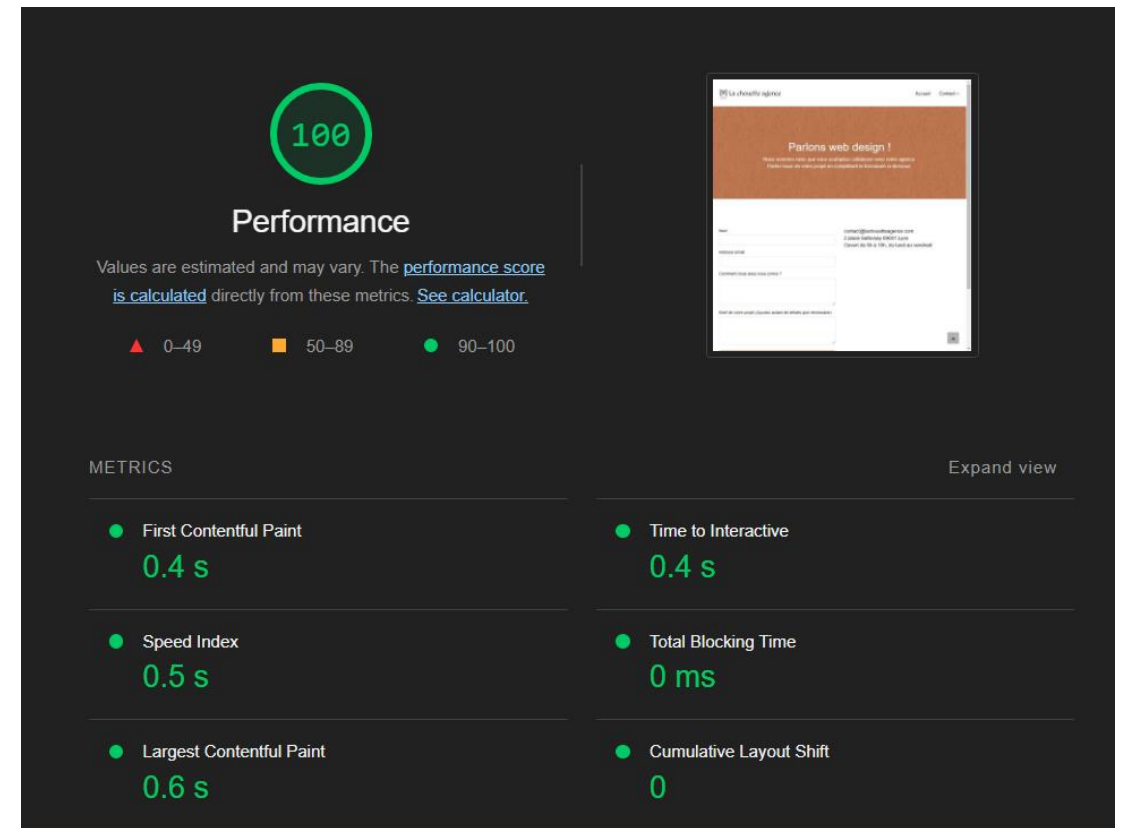 100
Performance
Values are estimated and may vary. The performance score
is calculated directly from these metrics. See calculator.
0–49
50–89
90–100
La chouette agence
Accueil
Contact
Parlons web design !
METRICS
Expand view
First Contentful Paint
0.4 s
Time to Interactive
0.4 s
Speed Index
0.5 s
Total Blocking Time
0 ms
Largest Contentful Paint
0.6 s
Cumulative Layout Shift
0